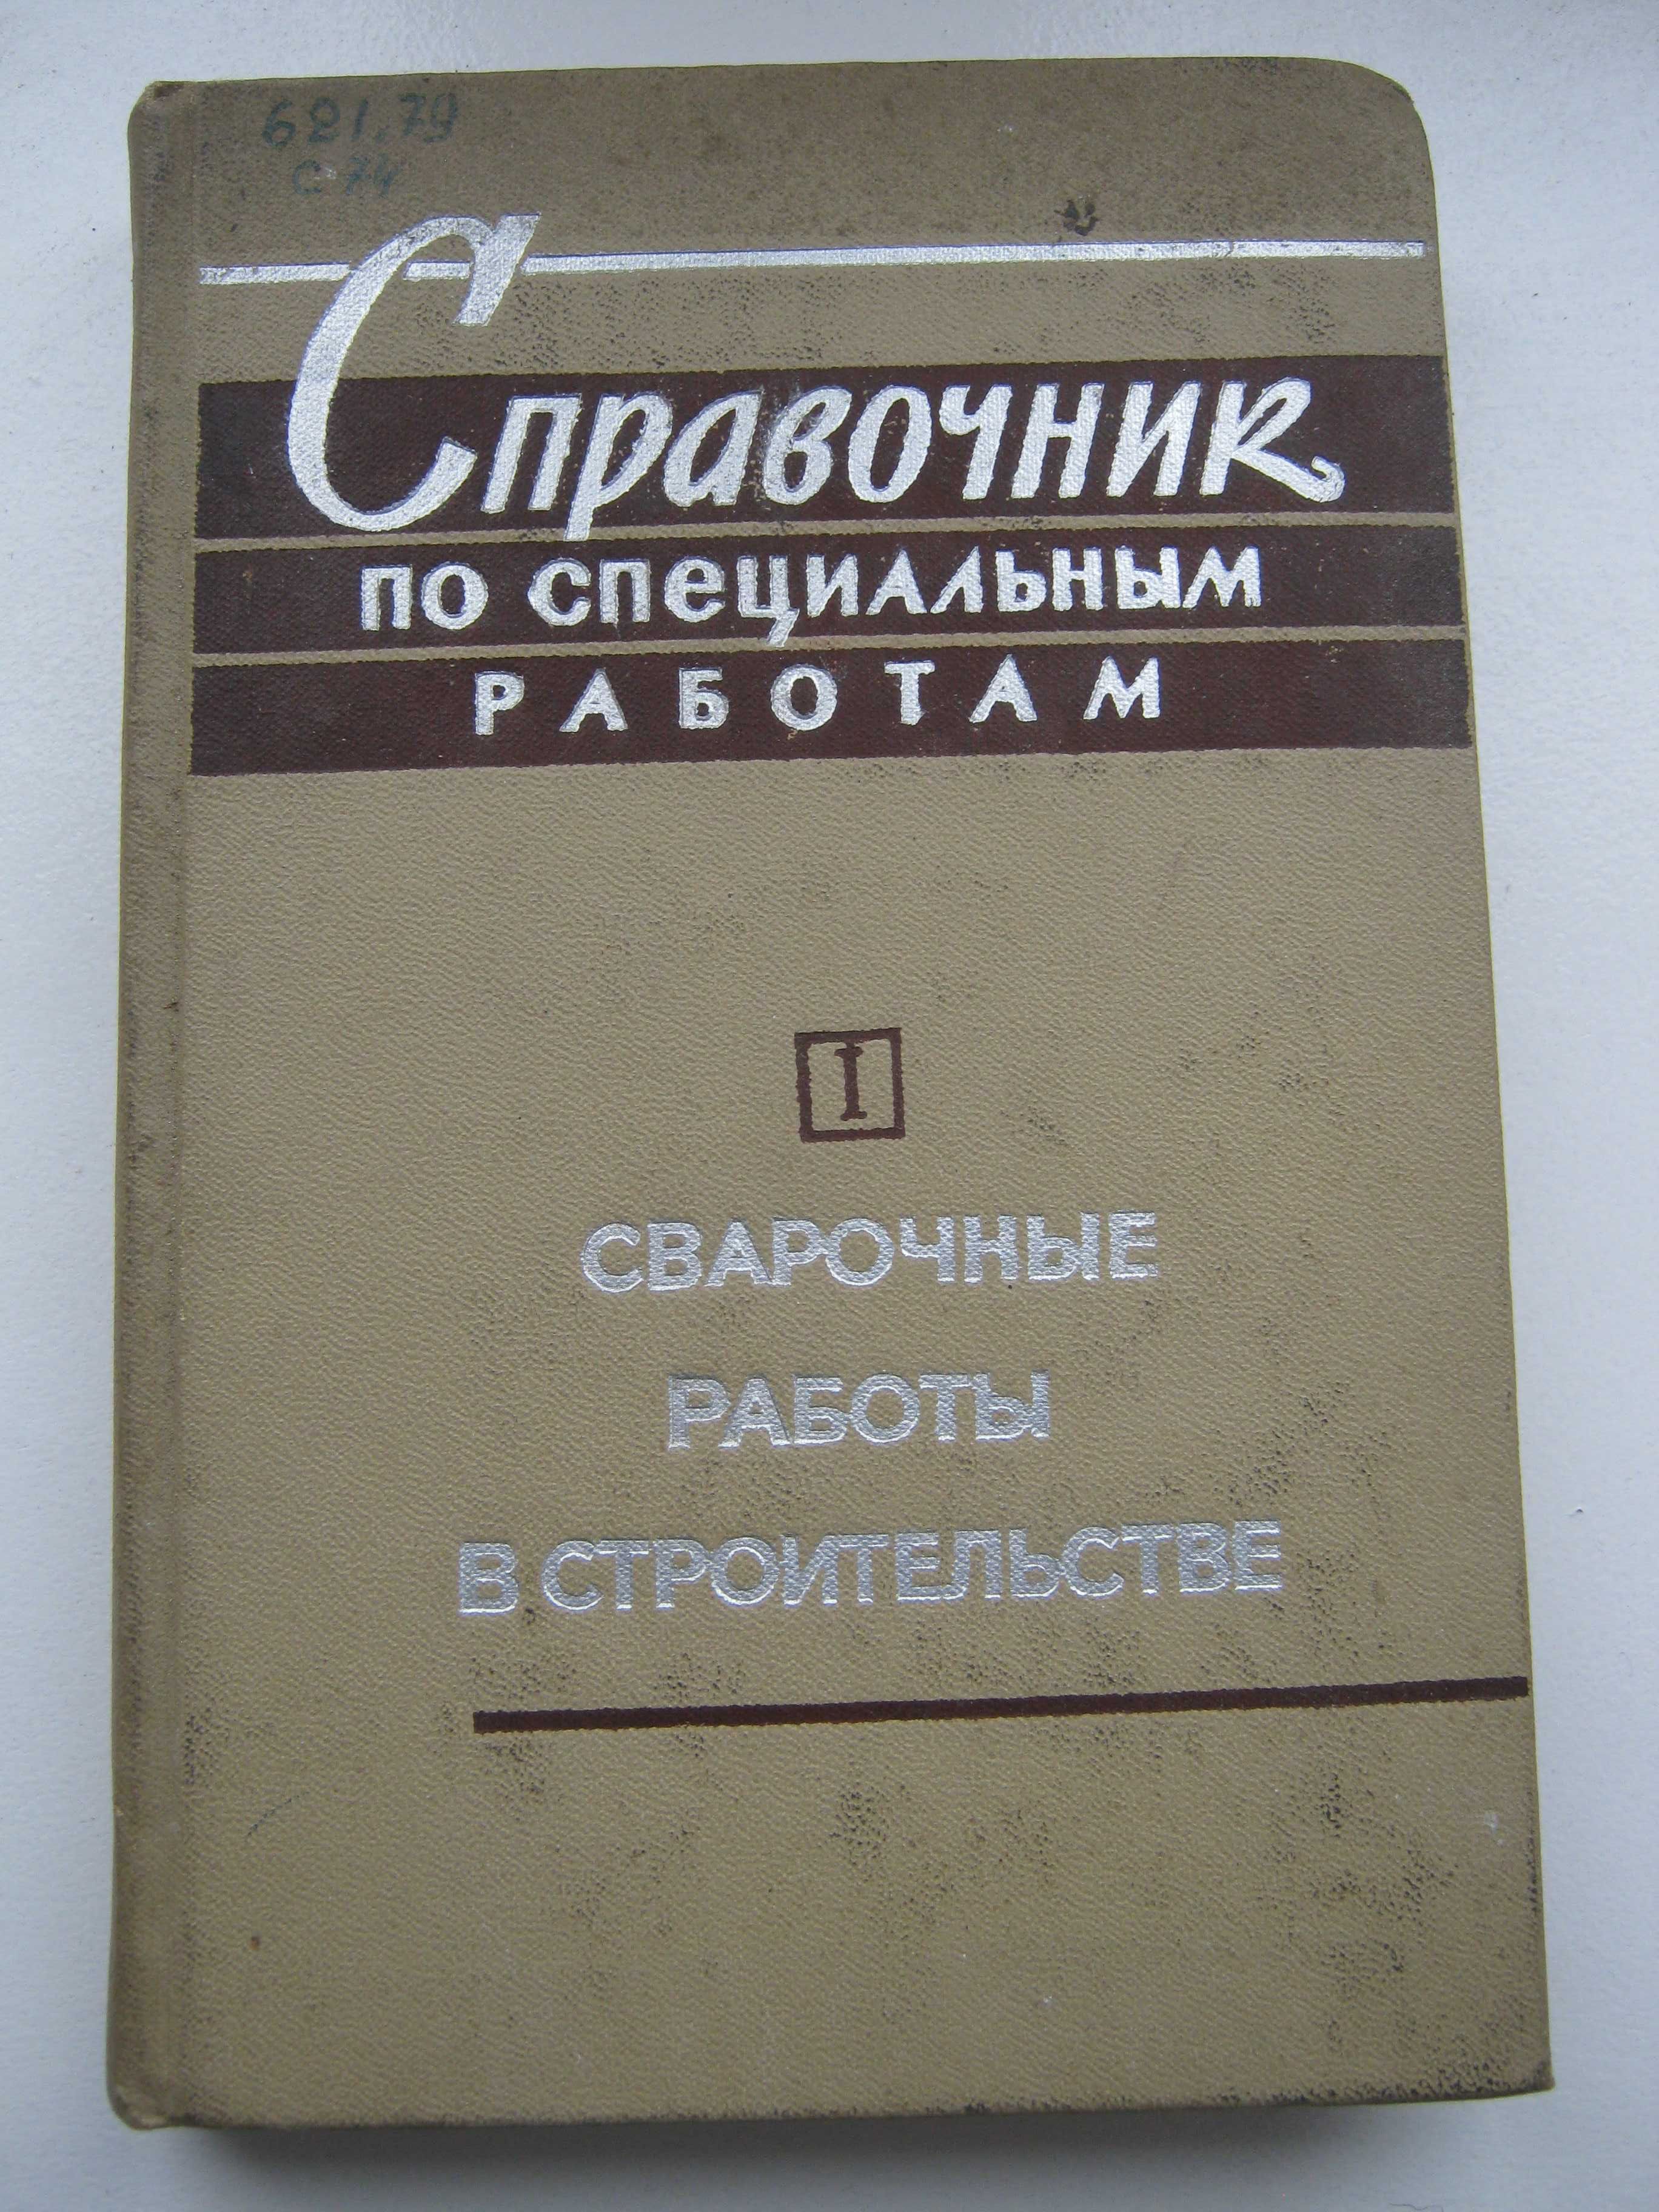 621.79
С 74
Справочник
по специальным
РАБОТАМ
I
СВАРОЧНЫЕ
РАБОТЫ
В СТРОИТЕЛЬСТВЕ